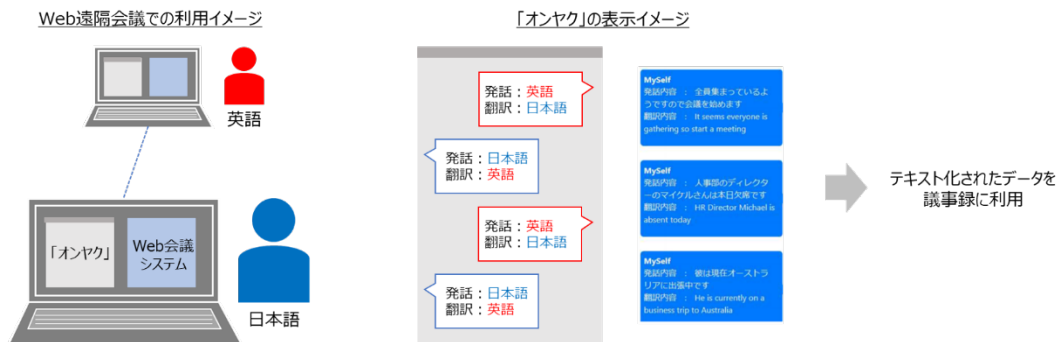 Web遠隔会議での利用イメージ
英語
「オンヤク」
Web会議
システム
日本語
「オンヤク」の表示イメージ
発話：英語
翻訳：日本語
発話：日本語
翻訳：英語
発話：英語
翻訳：日本語
発話：日本語
翻訳：英語
MySelf
発話内容 ： 全員集まっているよ
うですので会議を始めます
翻訳内容 ： It seems everyone is
gathering so start a meeting
MySelf
発話内容 ： 人事部のディレクタ
ーのマイケルさんは本日欠席です
翻訳内容 ： HR Director Michael is
absent today
MySelf
発話内容 ： 彼は現在オーストラ
リアに出張中です
翻訳内容 ： He is currently on a
business trip to Australia
テキスト化されたデータを
議事録に利用